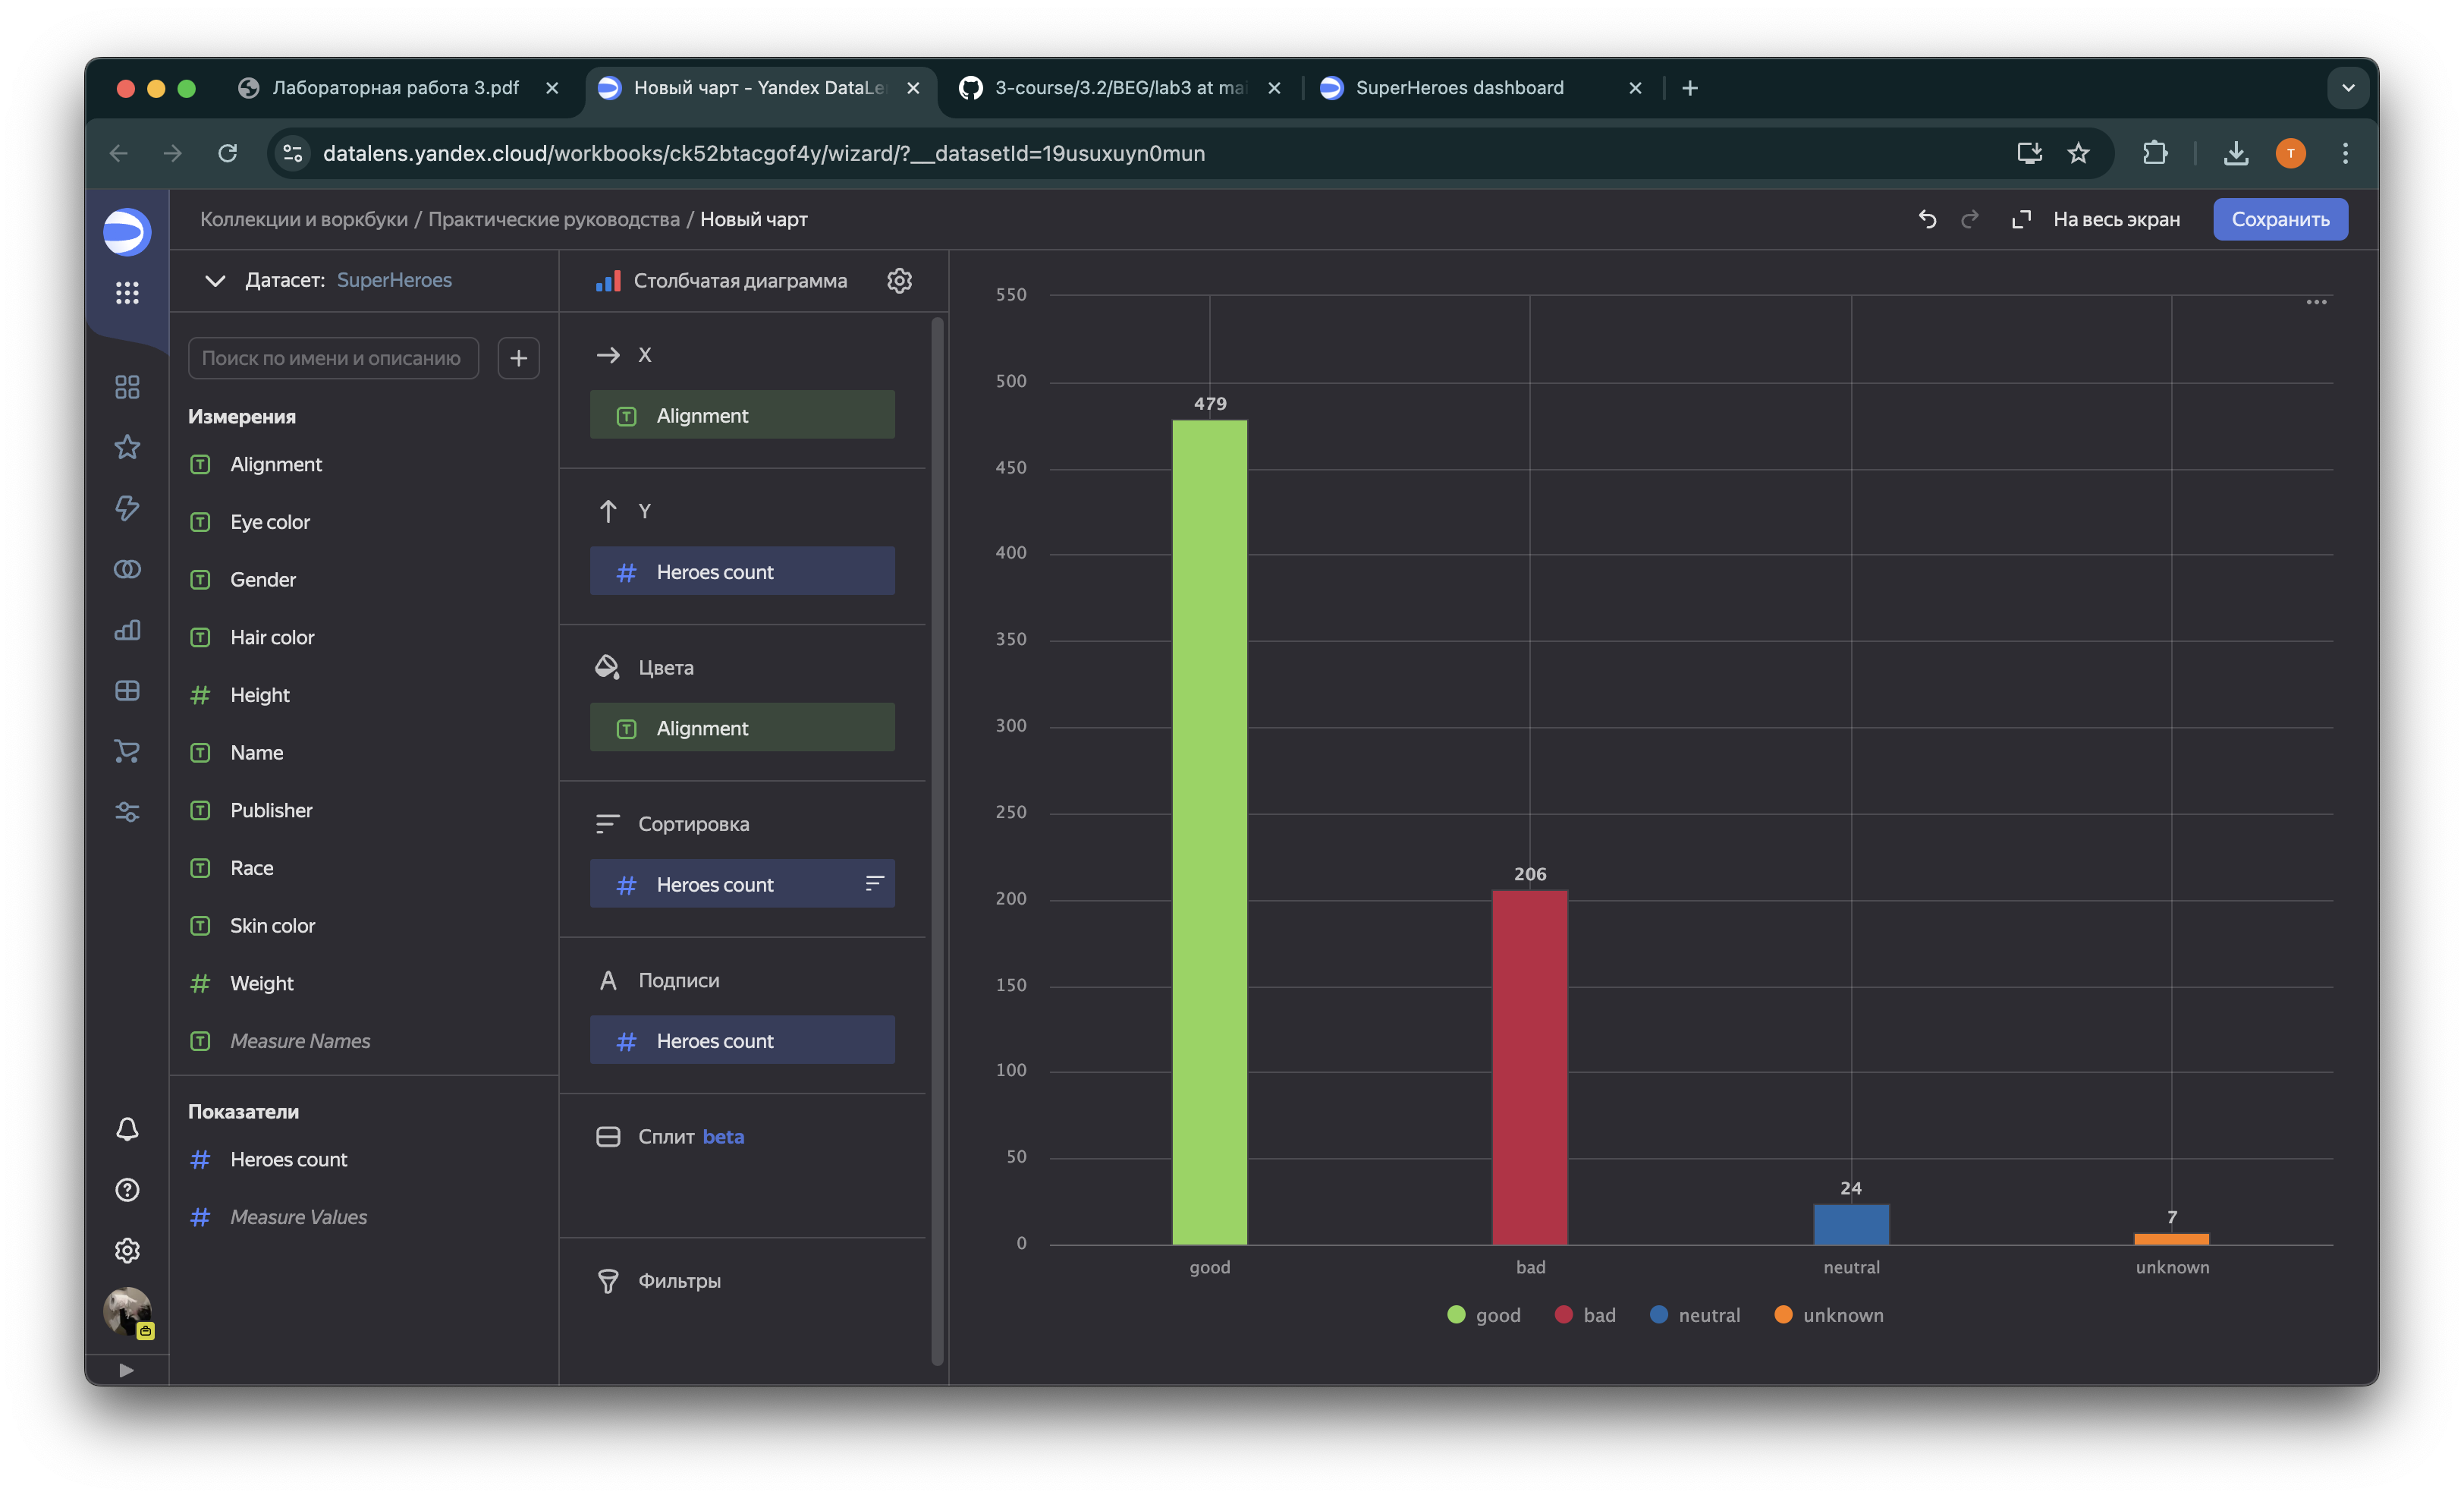 Лабораторная работа 3.pdf
Новый чарт - Yandex DataLe
3-course/3.2/BEG/lab3 at mai
SuperHeroes dashboard
datalens.yandex.cloud/workbooks/ck52btacgof4y/wizard/?__datasetId=19usuxuyn0mun
T
Коллекции и воркбуки / Практические руководства / Новый чарт
На весь экран
Сохранить
Датасет: SuperHeroes
Поиск по имени и описанию
Измерения
Alignment
Eye color
Gender
Hair color
Height
Name
Publisher
Race
Skin color
Weight
Measure Names
Показатели
Heroes count
Measure Values
Столбчатая диаграмма
X
Alignment
Y
Heroes count
Цвета
Alignment
Сортировка
Heroes count
Подписи
Heroes count
Сплит beta
Фильтры
550
500
450
400
350
300
250
200
150
100
50
0
479
206
24
7
good
bad
neutral
unknown
good
bad
neutral
unknown